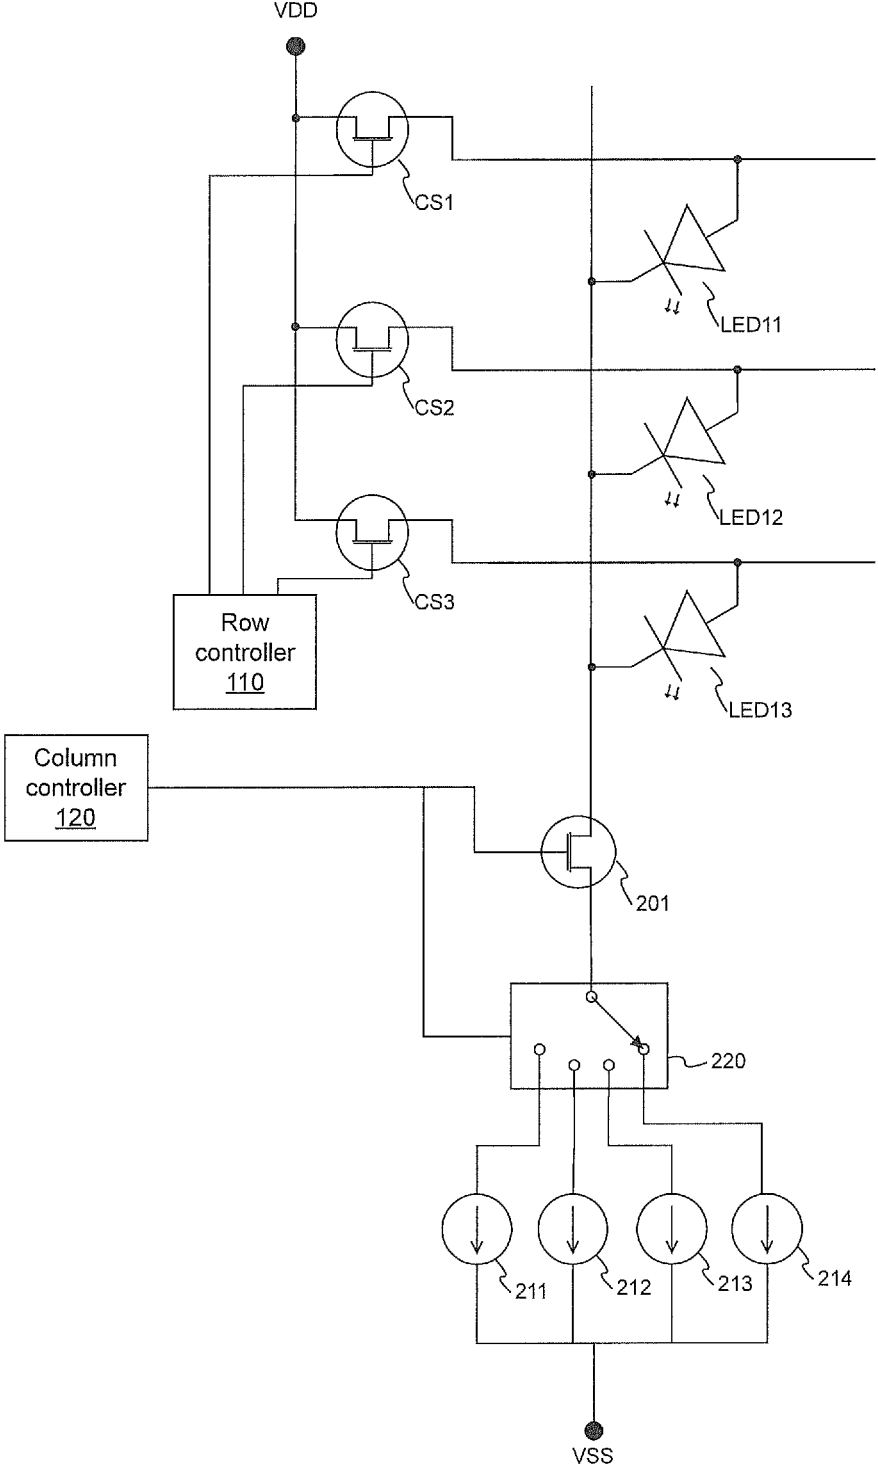 VDD
CS1
LED11
CS2
LED12
CS3
Row
controller
110
LED13
Column
controller
120
201
220
211
212
213
214
VSS